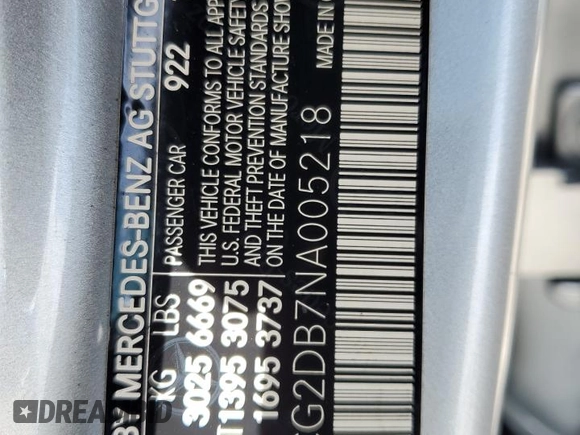 BY MERCEDES-BENZ AG STUTTG
922
KG LBS PASSENGER CAR
3025 6669 THIS VEHICLE CONFORMS TO ALL APP
1395 3075 U.S. FEDERAL MOTOR VEHICLE SAFETY
AND THEFT PREVENTION STANDARDS
1695 3737 ON THE DATE OF MANUFACTURE SHOW
G2DB7NA005218 MADE IN
DREAM